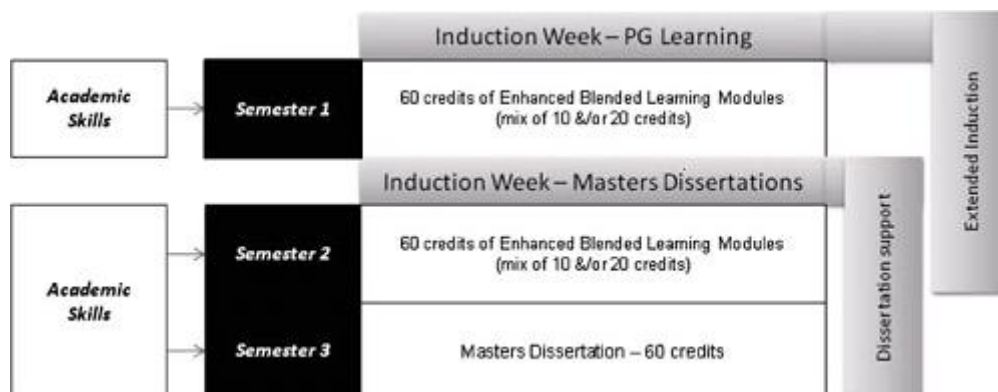 Induction Week – PG Learning
Academic
Skills
Semester 1
60 credits of Enhanced Blended Learning Modules
(mix of 10 &/or 20 credits)
Extended Induction
Induction Week – Masters Dissertations
Academic
Skills
Semester 2
60 credits of Enhanced Blended Learning Modules
(mix of 10 &/or 20 credits)
Semester 3
Masters Dissertation – 60 credits
Dissertation support